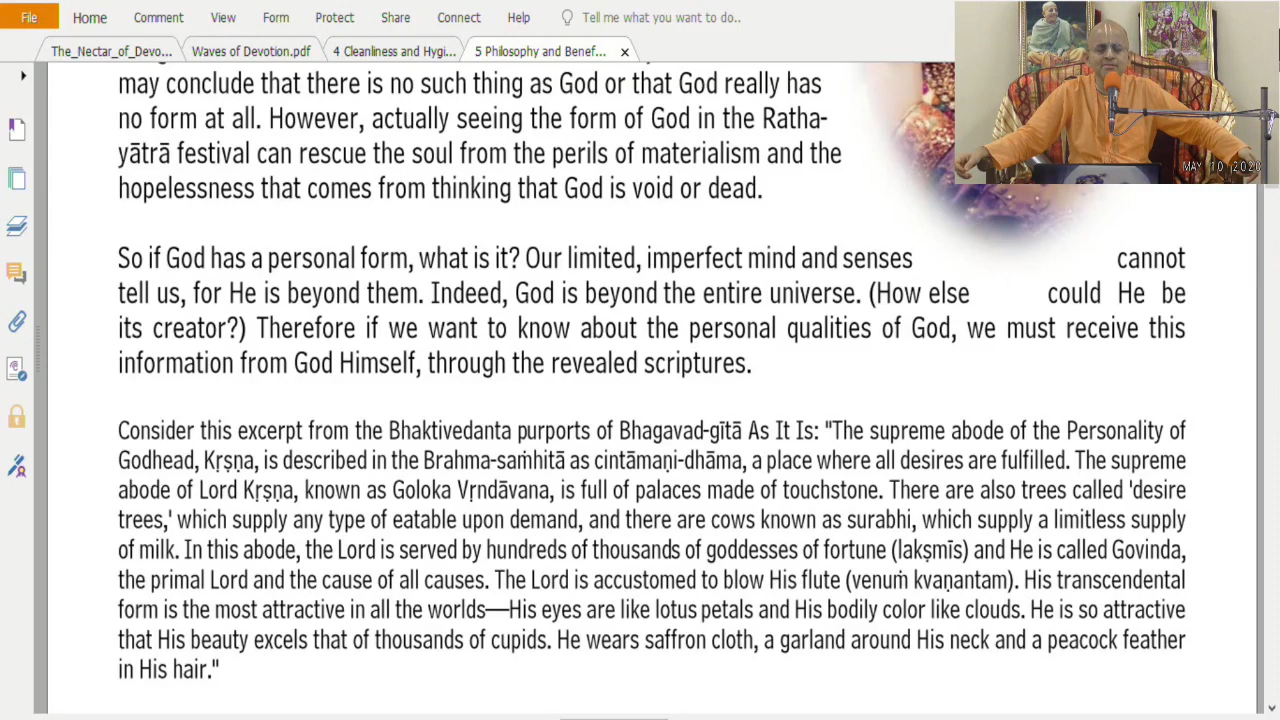 File Home Comment View Form Protect Share Connect Help Tell me what you want to do..
The_Nectar_of_Devo... Waves of Devotion.pdf 4 Cleanliness and Hygi... 5 Philosophy and Benef... ×
may conclude that there is no such thing as God or that God really has
no form at all. However, actually seeing the form of God in the Ratha-
yātrā festival can rescue the soul from the perils of materialism and the
hopelessness that comes from thinking that God is void or dead.
MAY 10 2020
So if God has a personal form, what is it? Our limited, imperfect mind and senses cannot
tell us, for He is beyond them. Indeed, God is beyond the entire universe. (How else could He be
its creator?) Therefore if we want to know about the personal qualities of God, we must receive this
information from God Himself, through the revealed scriptures.
Consider this excerpt from the Bhaktivedanta purports of Bhagavad-gītā As It Is: "The supreme abode of the Personality of
Godhead, Kṛṣṇa, is described in the Brahma-saṁhitā as cintāmaṇi-dhāma, a place where all desires are fulfilled. The supreme
abode of Lord Kṛṣṇa, known as Goloka Vṛndāvana, is full of palaces made of touchstone. There are also trees called 'desire
trees,' which supply any type of eatable upon demand, and there are cows known as surabhi, which supply a limitless supply
of milk. In this abode, the Lord is served by hundreds of thousands of goddesses of fortune (lakṣmīs) and He is called Govinda,
the primal Lord and the cause of all causes. The Lord is accustomed to blow His flute (venuṁ kvaṇantam). His transcendental
form is the most attractive in all the worlds—His eyes are like lotus petals and His bodily color like clouds. He is so attractive
that His beauty excels that of thousands of cupids. He wears saffron cloth, a garland around His neck and a peacock feather
in His hair."